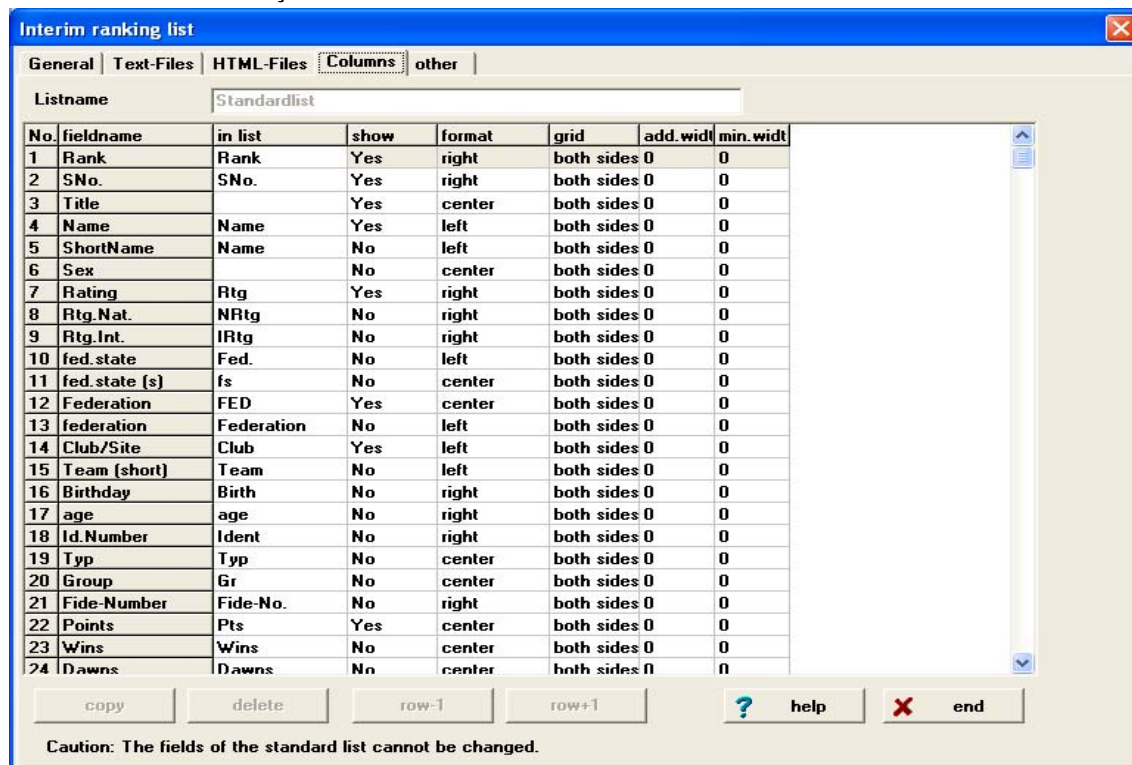 Interim ranking list
General Text-Files HTML-Files Columns other
Listname Standardlist
No. fieldname in list show format grid add.widt min.widt
1 Rank Rank Yes right both sides 0 0
2 SNo. SNo. Yes right both sides 0 0
3 Title Yes center both sides 0 0
4 Name Name Yes left both sides 0 0
5 ShortName Name No left both sides 0 0
6 Sex No center both sides 0 0
7 Rating Rtg Yes right both sides 0 0
8 Rtg.Nat. NRtg No right both sides 0 0
9 Rtg.Int. IRtg No right both sides 0 0
10 fed.state Fed. No left both sides 0 0
11 fed.state (s) fs No center both sides 0 0
12 Federation FED Yes center both sides 0 0
13 federation Federation No left both sides 0 0
14 Club/Site Club Yes left both sides 0 0
15 Team (short) Team No left both sides 0 0
16 Birthday Birth No right both sides 0 0
17 age age No right both sides 0 0
18 Id.Number Ident No right both sides 0 0
19 Typ Typ No center both sides 0 0
20 Group Gr No center both sides 0 0
21 Fide-Number Fide-No. No right both sides 0 0
22 Points Pts Yes center both sides 0 0
23 Wins Wins No center both sides 0 0
24 Dawns Dawns No center both sides 0 0
copy delete row-1 row+1 ? help end
Caution: The fields of the standard list cannot be changed.